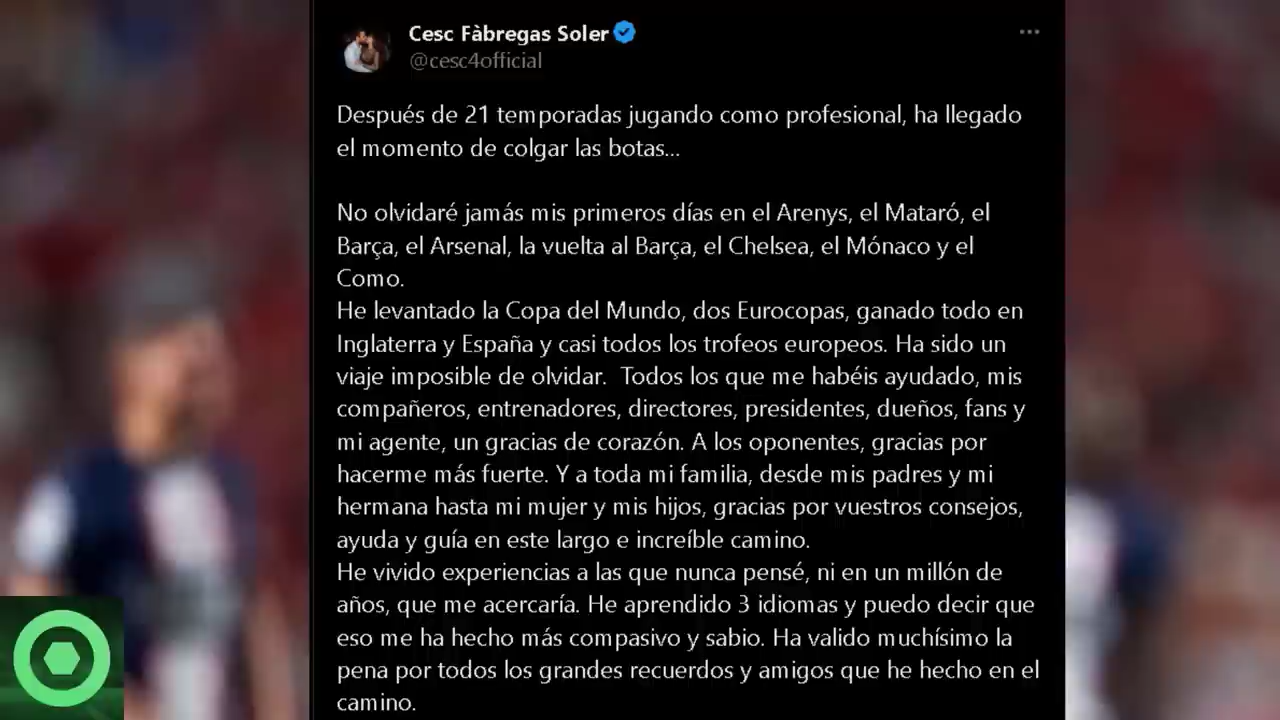 Cesc Fàbregas Soler
@cesc4official
Después de 21 temporadas jugando como profesional, ha llegado
el momento de colgar las botas...
No olvidaré jamás mis primeros días en el Arenys, el Mataró, el
Barça, el Arsenal, la vuelta al Barça, el Chelsea, el Mónaco y el
Como.
He levantado la Copa del Mundo, dos Eurocopas, ganado todo en
Inglaterra y España y casi todos los trofeos europeos. Ha sido un
viaje imposible de olvidar.  Todos los que me habéis ayudado, mis
compañeros, entrenadores, directores, presidentes, dueños, fans y
mi agente, un gracias de corazón. A los oponentes, gracias por
hacerme más fuerte. Y a toda mi familia, desde mis padres y mi
hermana hasta mi mujer y mis hijos, gracias por vuestros consejos,
ayuda y guía en este largo e increíble camino.
He vivido experiencias a las que nunca pensé, ni en un millón de
años, que me acercaría. He aprendido 3 idiomas y puedo decir que
eso me ha hecho más compasivo y sabio. Ha valido muchísimo la
pena por todos los grandes recuerdos y amigos que he hecho en el
camino.